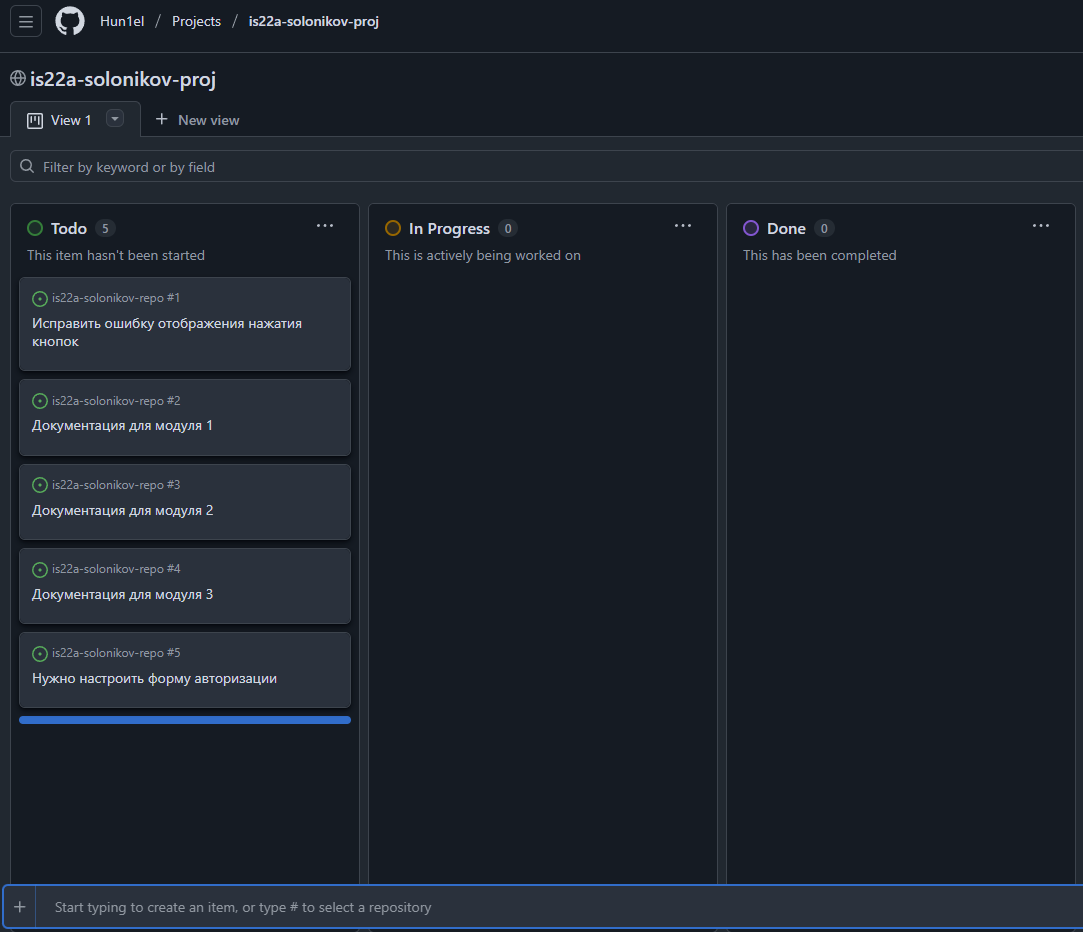 Hun1el / Projects / is22a-solonikov-proj
is22a-solonikov-proj
View 1
+ New view
Filter by keyword or by field
Todo 5
This item hasn't been started
is22a-solonikov-repo #1
Исправить ошибку отображения нажатия
кнопок
is22a-solonikov-repo #2
Документация для модуля 1
is22a-solonikov-repo #3
Документация для модуля 2
is22a-solonikov-repo #4
Документация для модуля 3
is22a-solonikov-repo #5
Нужно настроить форму авторизации
In Progress 0
This is actively being worked on
Done 0
This has been completed
+ Start typing to create an item, or type # to select a repository